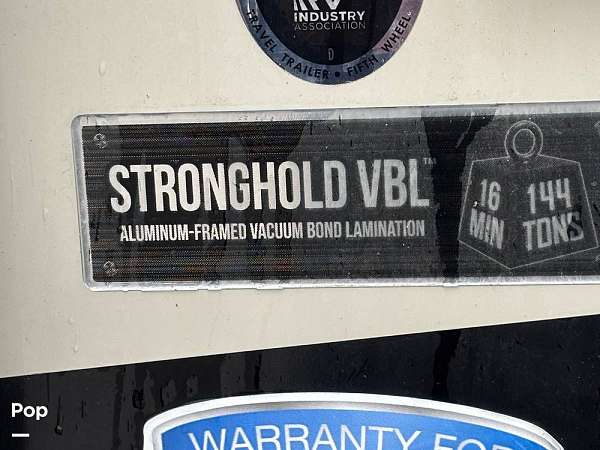 RV
INDUSTRY
ASSOCIATION
TRAVEL TRAILER • FIFTH WHEEL
STRONGHOLD VBL™
ALUMINUM-FRAMED VACUUM BOND LAMINATION
16
MIN
144
TONS
Pop
WARRANTY FOR